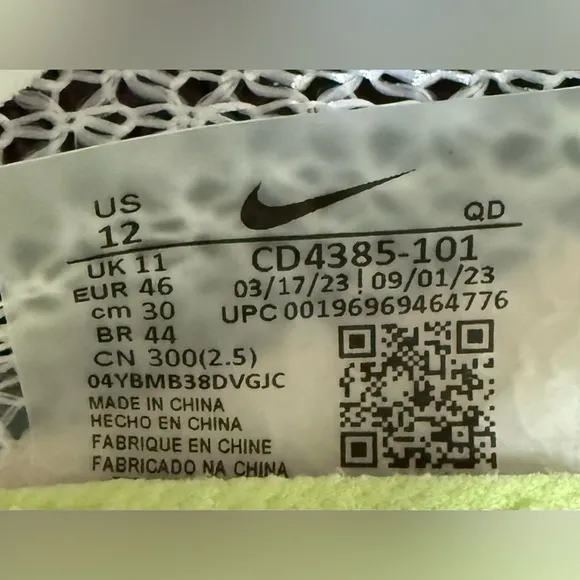 US
12
QD
UK 11
CD4385-101
EUR 46
03/17/23 ! 09/01/23
cm 30
UPC 00196969464776
BR 44
CN 300(2.5)
04YBMB38DVGJC
MADE IN CHINA
HECHO EN CHINA
FABRIQUE EN CHINE
FABRICADO NA CHINA